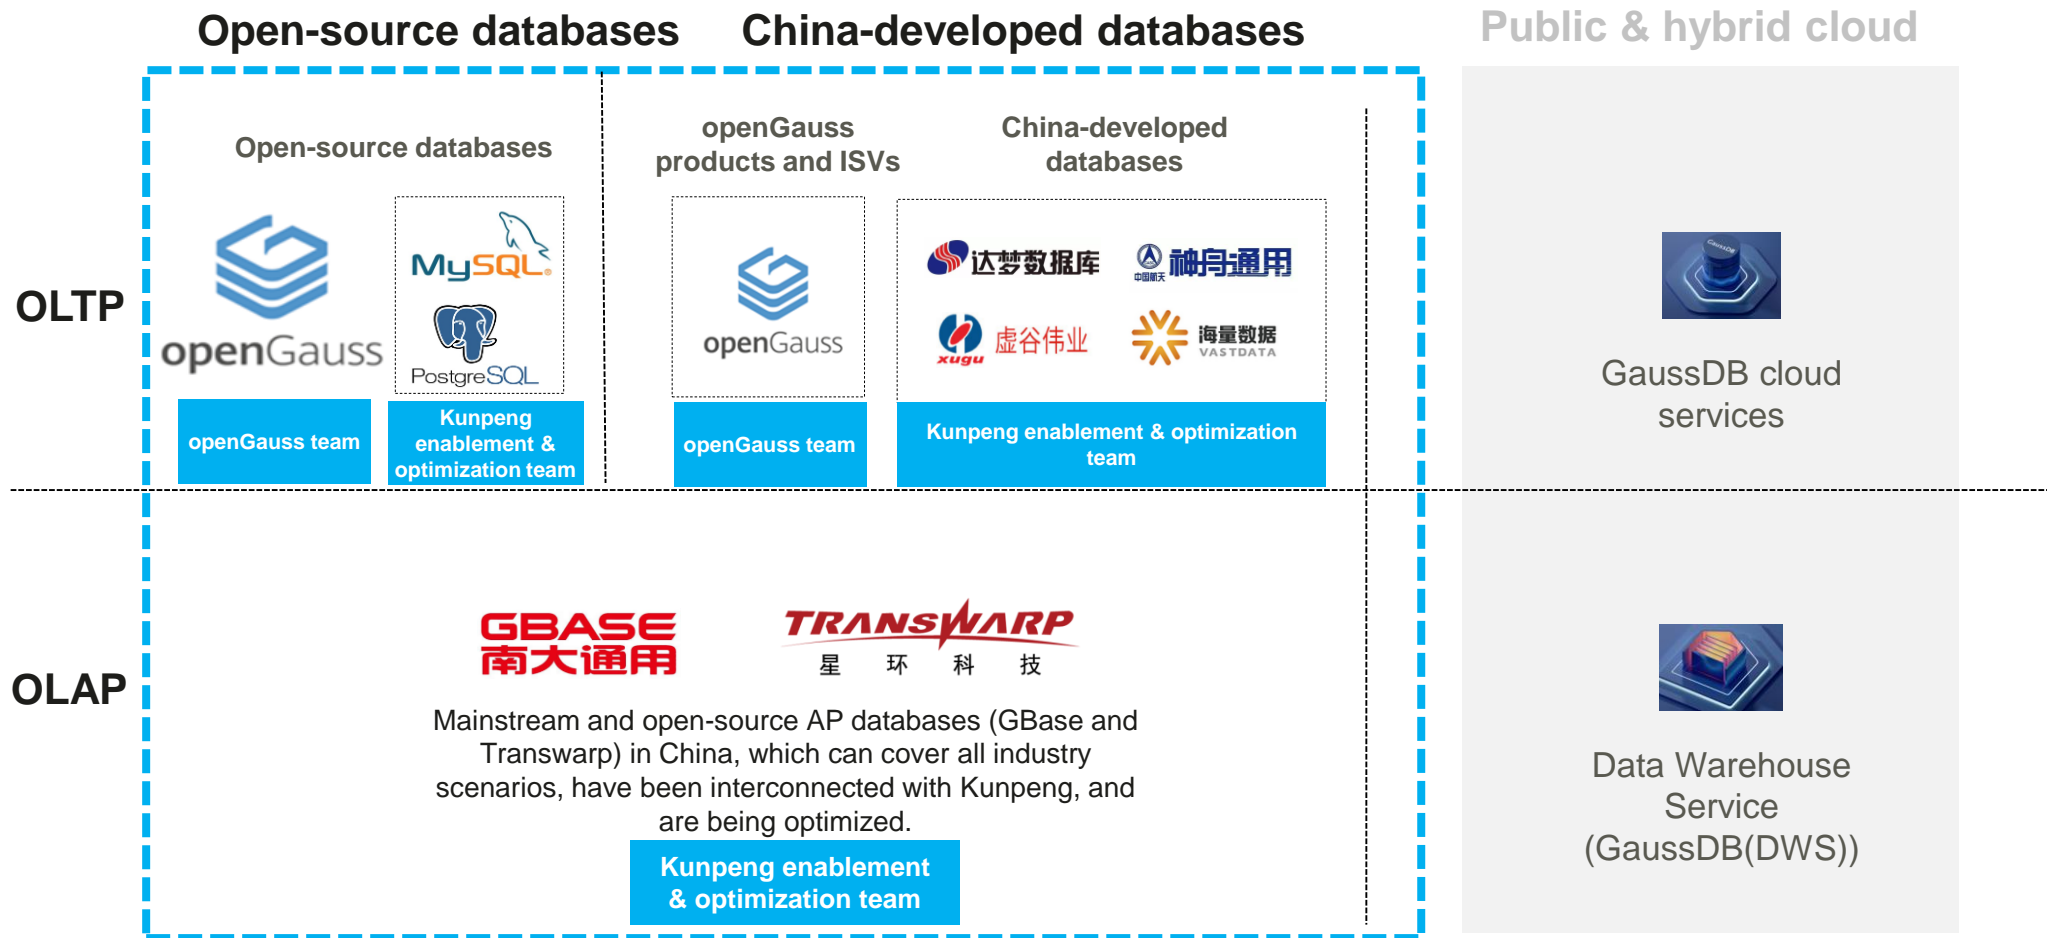 Open-source databases
China-developed databases
Public & hybrid cloud
Open-source databases
openGauss
products and ISVs
China-developed
databases
OLTP
openGauss
MySQL®
PostgreSQL
openGauss
达梦数据库
中国航天
神舟通用
xugu
虚谷伟业
海量数据
VASTDATA
GaussDB
GaussDB cloud
services
openGauss team
Kunpeng
enablement &
optimization team
openGauss team
Kunpeng enablement & optimization
team
OLAP
GBASE
南大通用
TRANSWARP
星环科技
Mainstream and open-source AP databases (GBase and
Transwarp) in China, which can cover all industry
scenarios, have been interconnected with Kunpeng, and
are being optimized.
Kunpeng enablement
& optimization team
Data Warehouse
Service
(GaussDB(DWS))